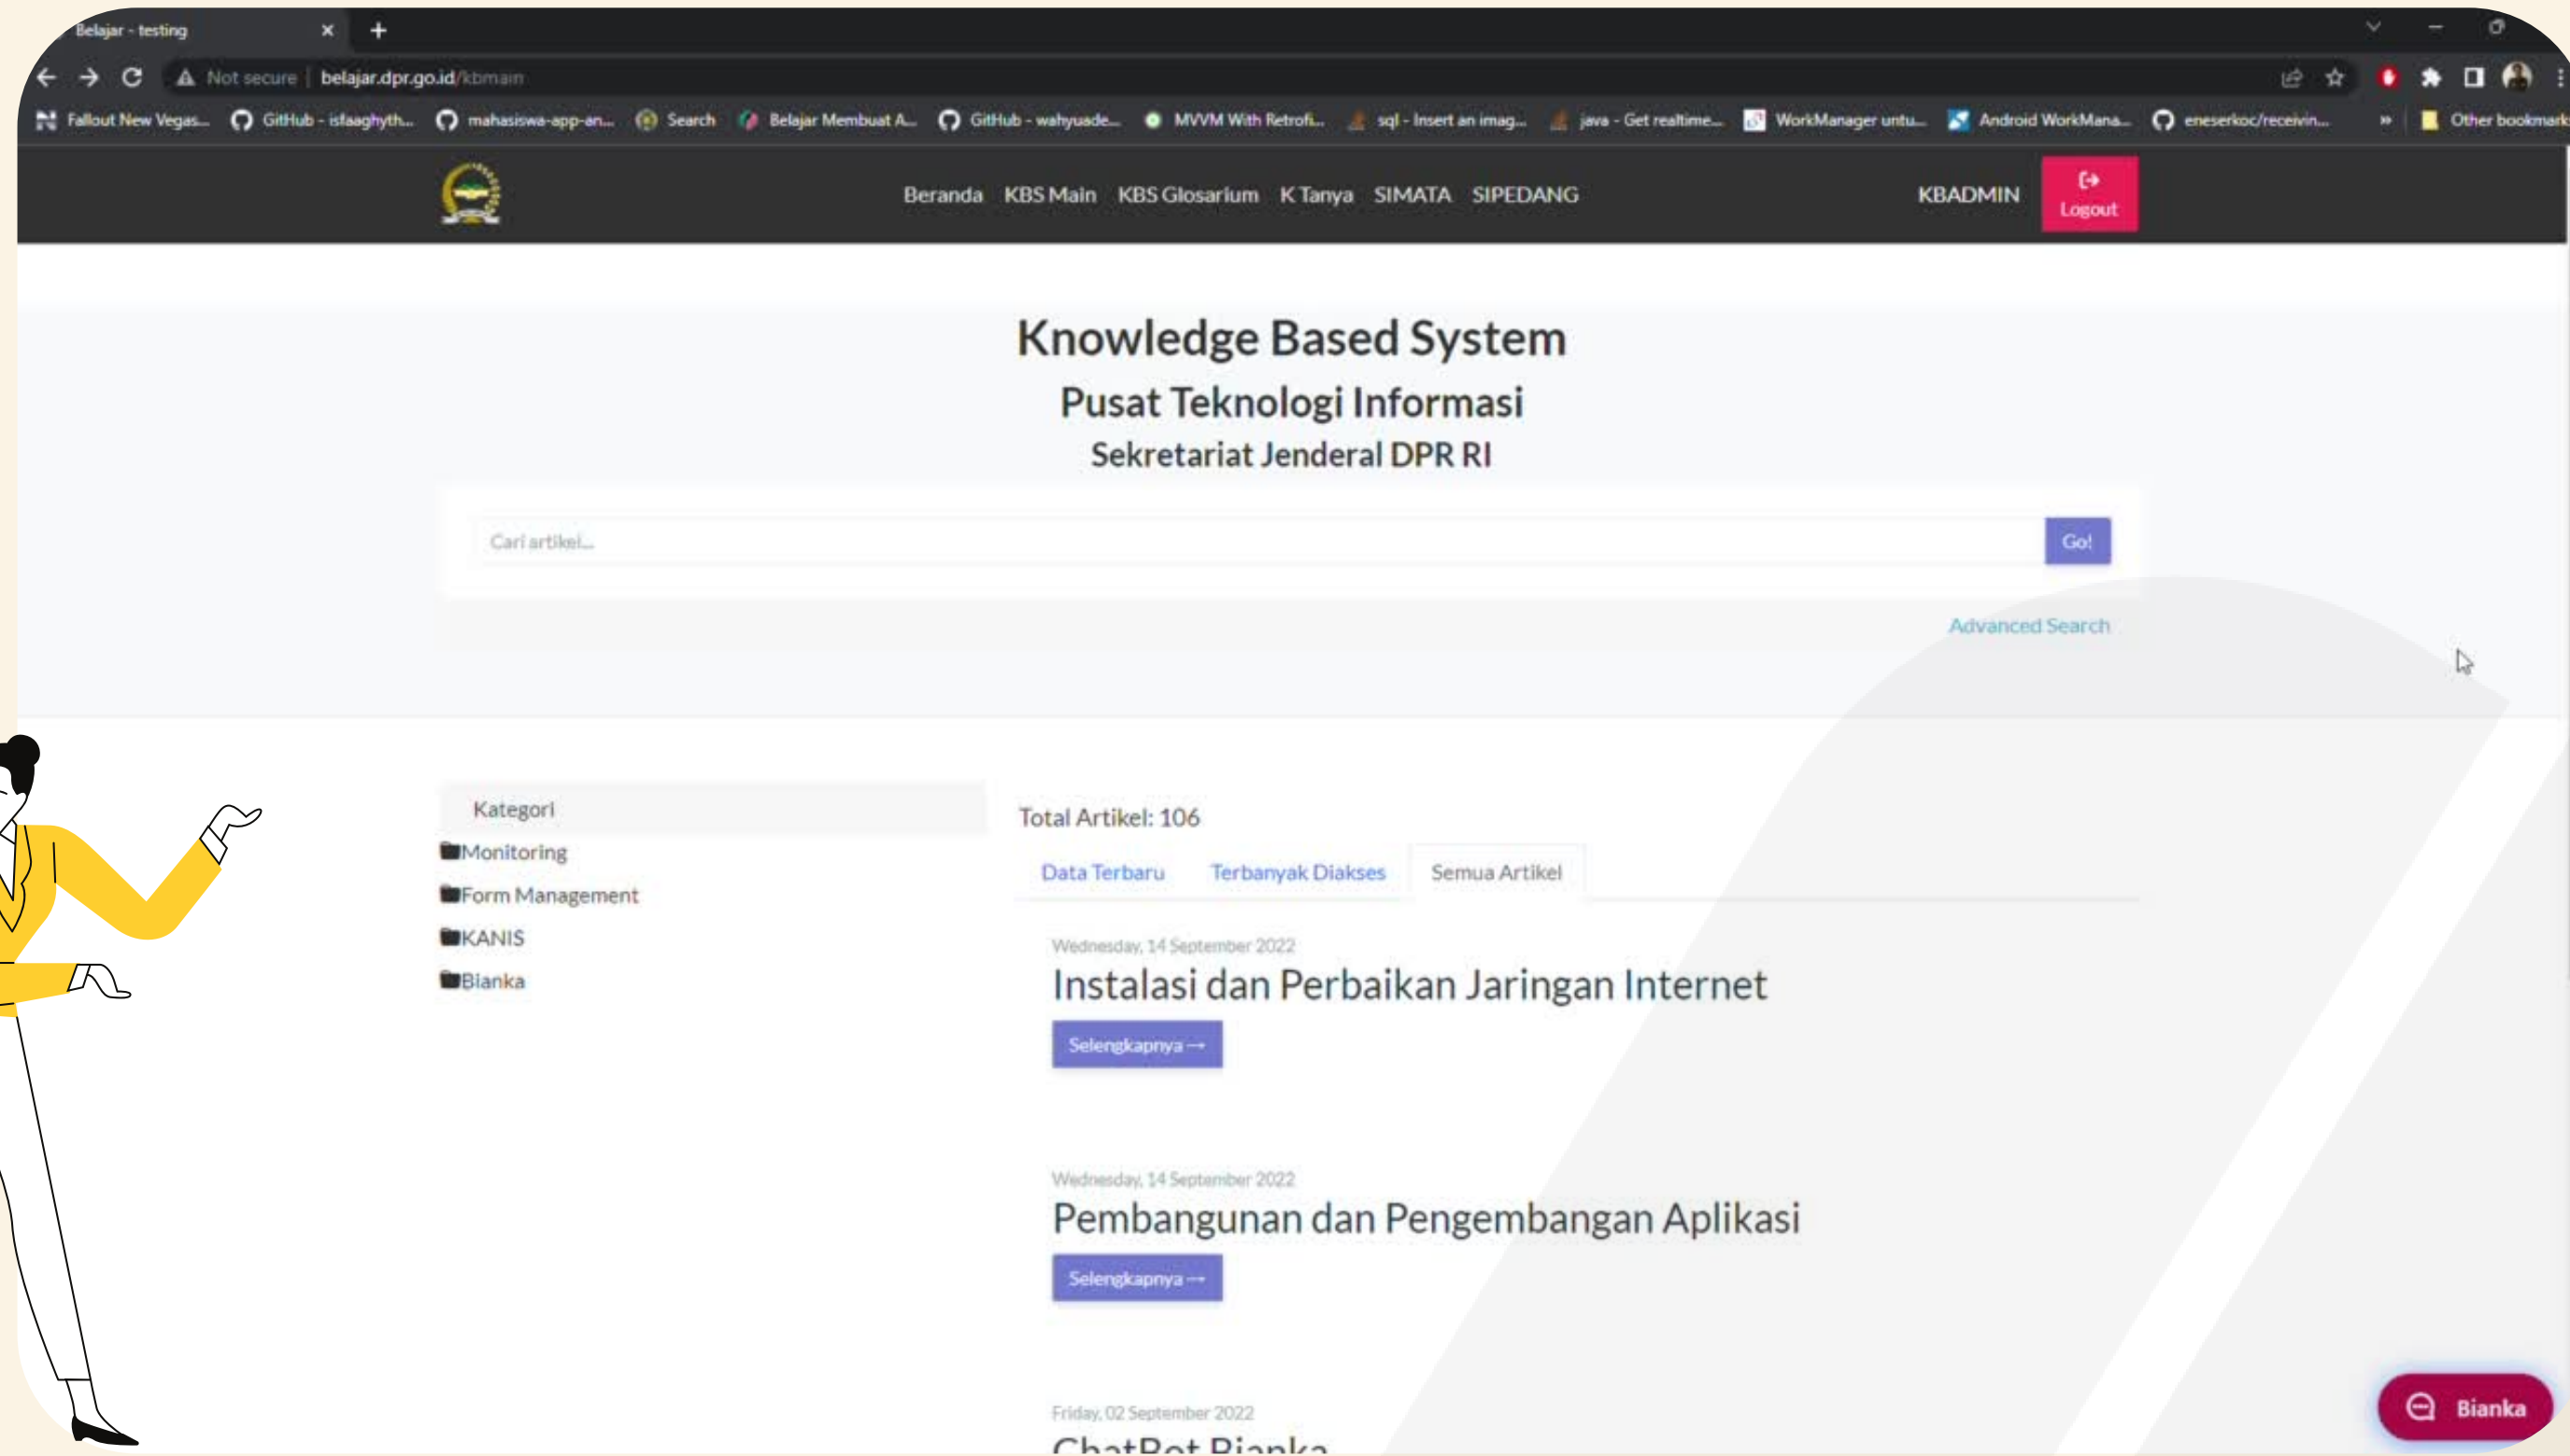 Belajar - testing
Not secure | belajar.dpr.go.id/kbmain
Fallout New Vegas... GitHub - isfaaghyth... mahasiswa-app-an... Search Belajar Membuat A... GitHub - wahyuade... MVVM With Retrofi... sql - Insert an imag... java - Get realtime... WorkManager untu... Android WorkMana... eneserkoc/receivin... » Other bookmark
Beranda KBS Main KBS Glosarium K Tanya SIMATA SIPEDANG KBADMIN Logout
Knowledge Based System
Pusat Teknologi Informasi
Sekretariat Jenderal DPR RI
Cari artikel... Go!
Advanced Search
Kategori
Monitoring
Form Management
KANIS
Bianka
Total Artikel: 106
Data Terbaru Terbanyak Diakses Semua Artikel
Wednesday, 14 September 2022
Instalasi dan Perbaikan Jaringan Internet
Selengkapnya →
Wednesday, 14 September 2022
Pembangunan dan Pengembangan Aplikasi
Selengkapnya →
Friday, 02 September 2022
ChatBot Bianka
Bianka